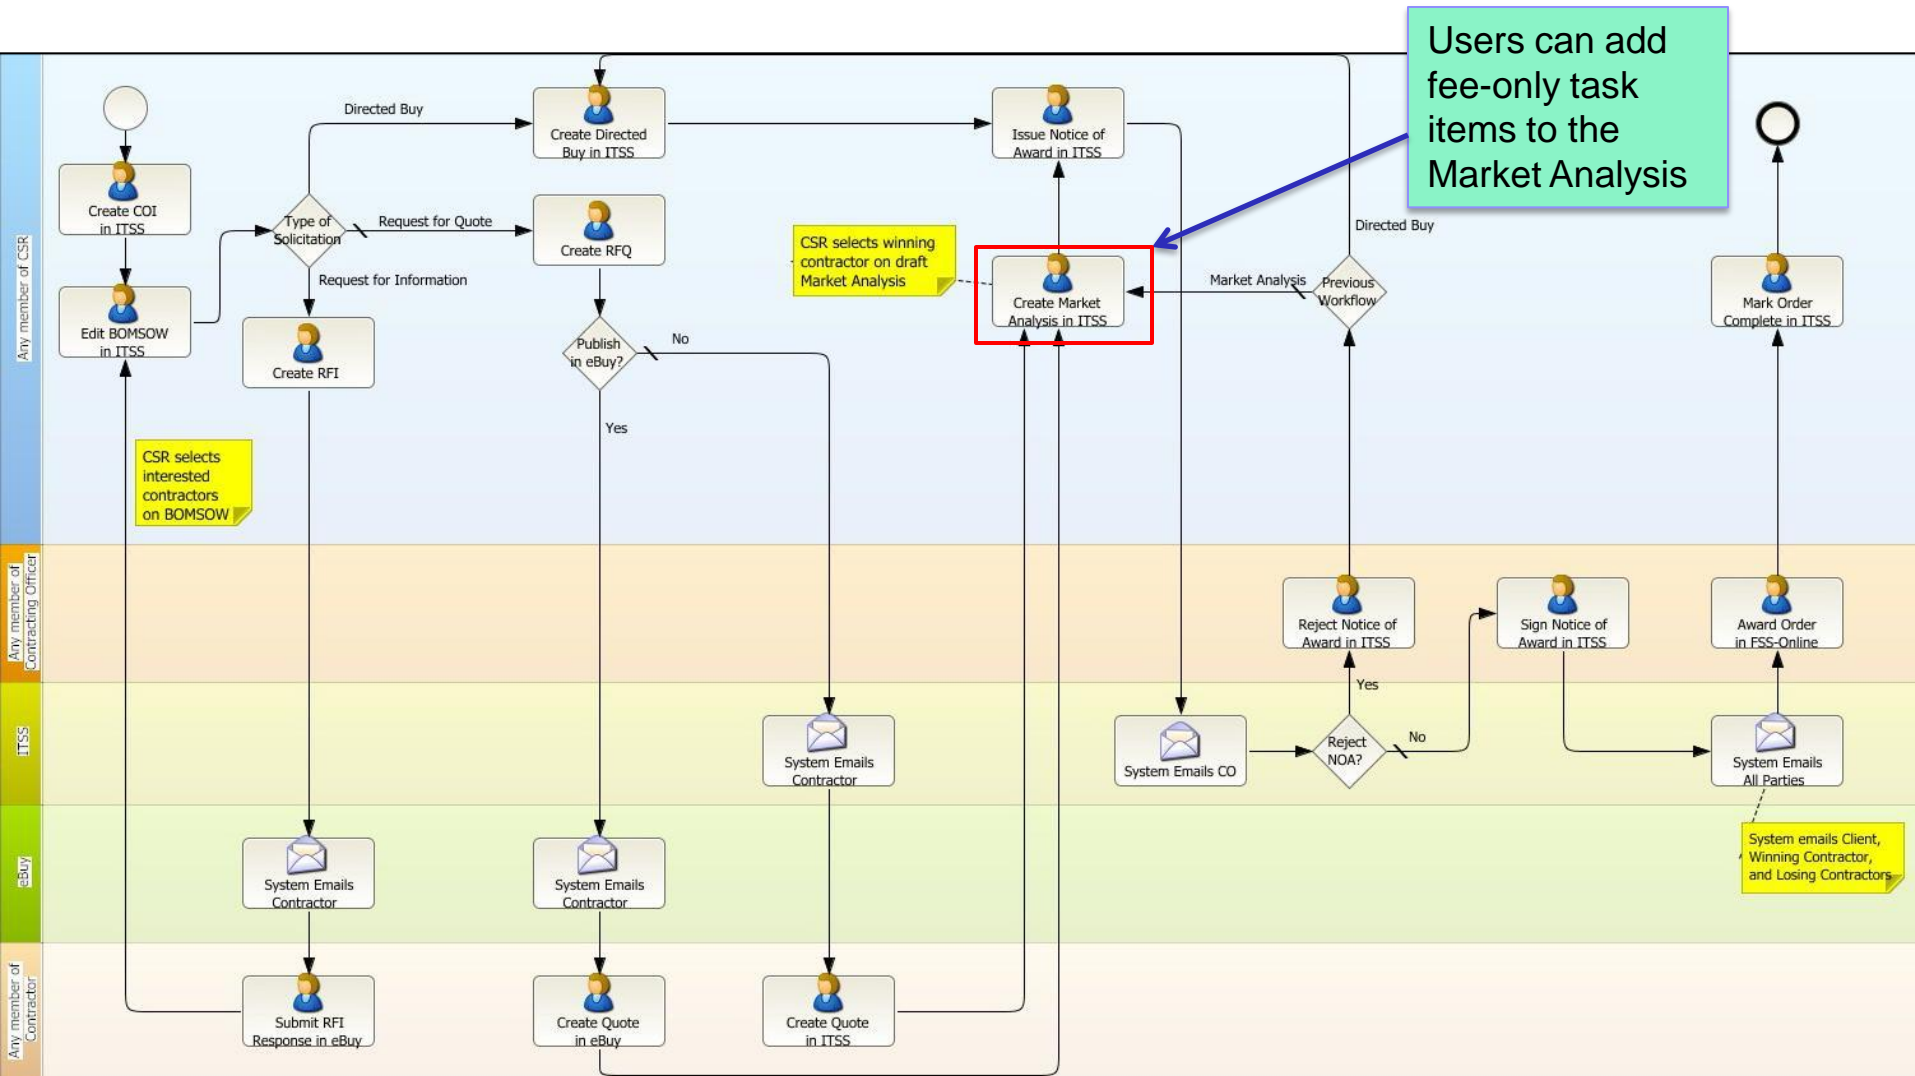 Users can add
fee-only task
items to the
Market Analysis
Any member of CSR
Create COI
in ITSS
Edit BOMSOW
in ITSS
CSR selects
interested
contractors
on BOMSOW
Type of
Solicitation
Directed Buy
Request for Quote
Request for Information
Create RFI
Create Directed
Buy in ITSS
Create RFQ
Publish
in eBuy?
No
Yes
CSR selects winning
contractor on draft
Market Analysis
Issue Notice of
Award in ITSS
Create Market
Analysis in ITSS
Market Analysis
Previous
Workflow
Directed Buy
Mark Order
Complete in ITSS
Any member of
Contracting Officer
Reject Notice of
Award in ITSS
Sign Notice of
Award in ITSS
Award Order
in FSS-Online
ITSS
System Emails
Contractor
System Emails CO
Reject
NOA?
Yes
No
System Emails
All Parties
eBuy
System Emails
Contractor
System Emails
Contractor
System emails Client,
Winning Contractor,
and Losing Contractors
Any member of
Contractor
Submit RFI
Response in eBuy
Create Quote
in eBuy
Create Quote
in ITSS